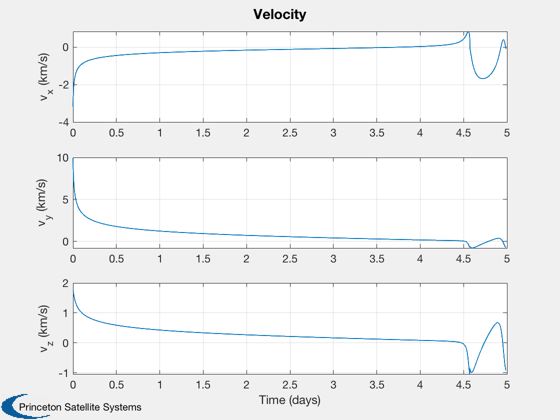 Velocity
0
-2
-4
v_x (km/s)
0 0.5 1 1.5 2 2.5 3 3.5 4 4.5 5
10
5
0
v_y (km/s)
0 0.5 1 1.5 2 2.5 3 3.5 4 4.5 5
2
1
0
-1
v_z (km/s)
0 0.5 1 1.5 2 2.5 3 3.5 4 4.5 5
Time (days)
Princeton Satellite Systems